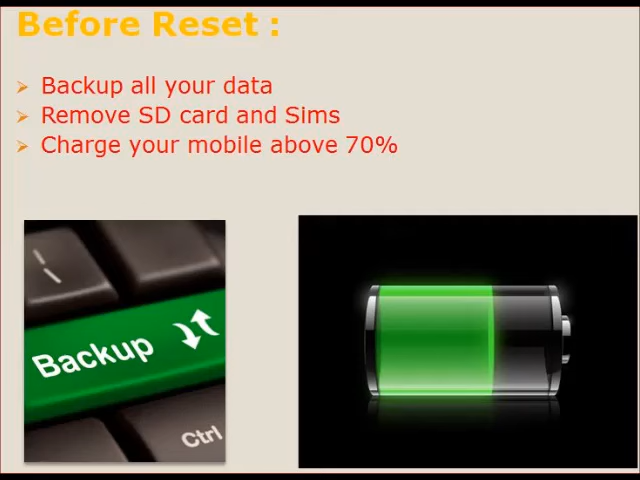 Before Reset :
Backup all your data
Remove SD card and Sims
Charge your mobile above 70%
Backup
Ctrl